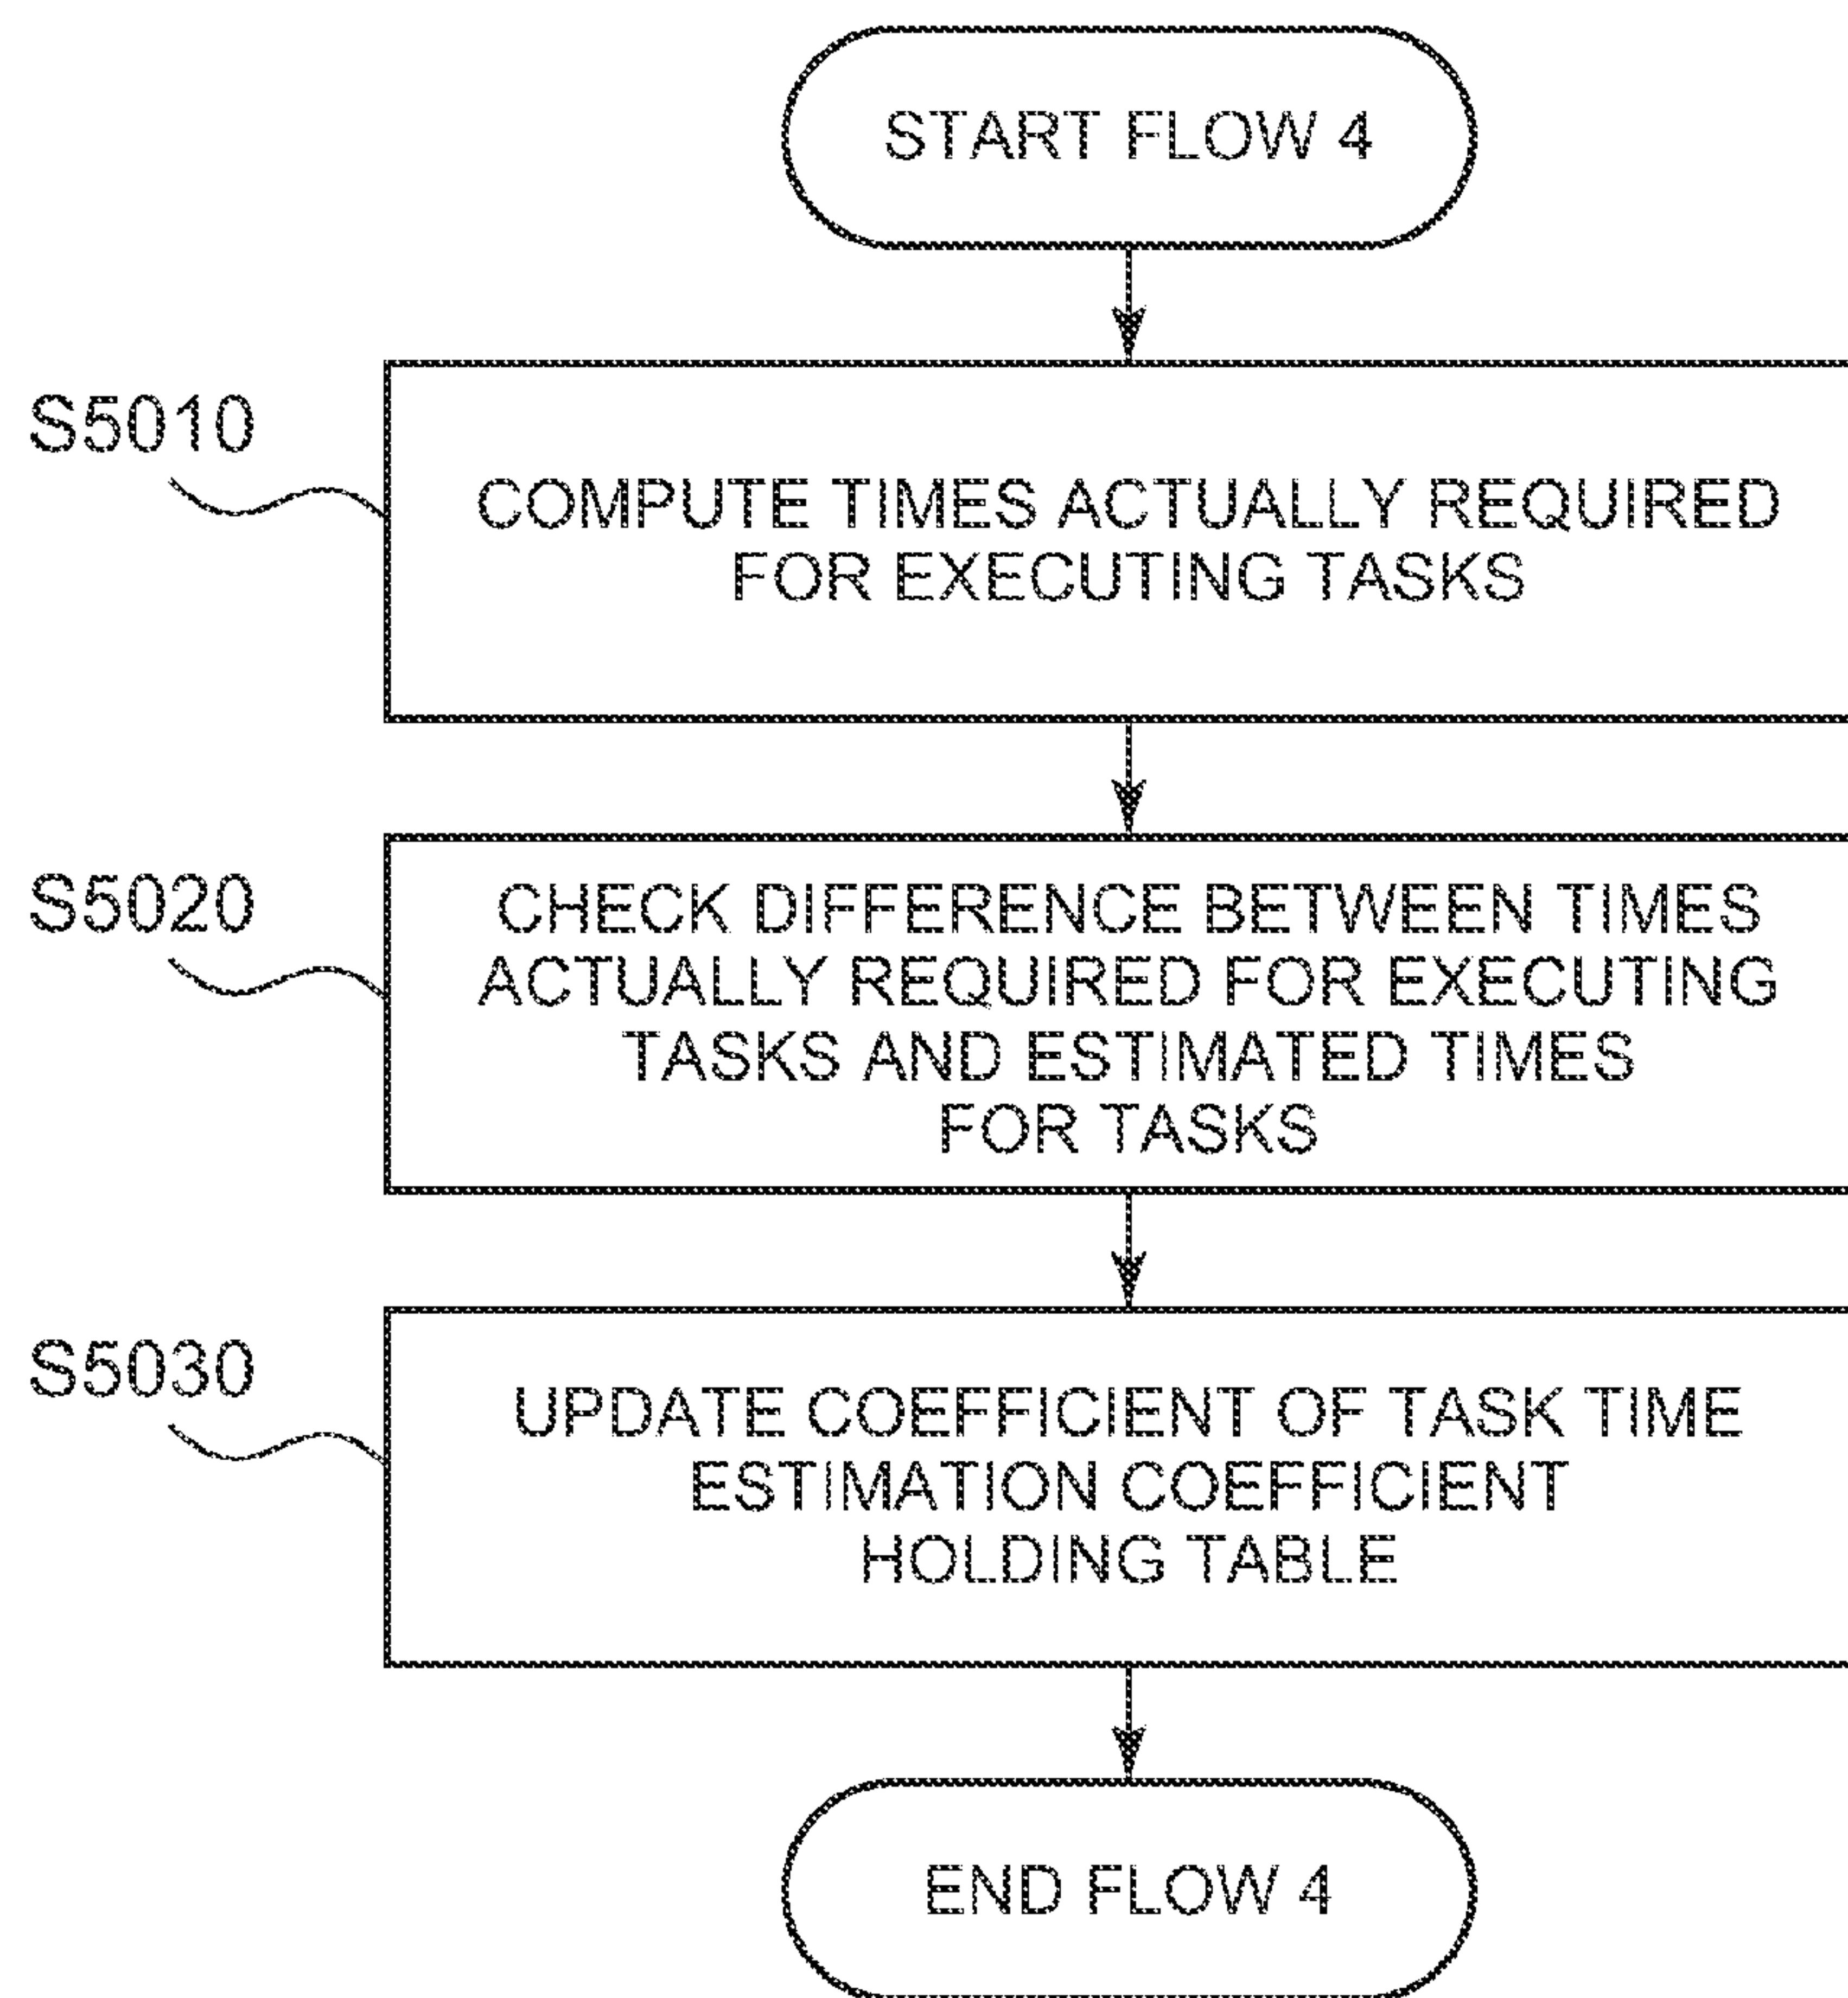 START FLOW 4
S5010
COMPUTE TIMES ACTUALLY REQUIRED
FOR EXECUTING TASKS
S5020
CHECK DIFFERENCE BETWEEN TIMES
ACTUALLY REQUIRED FOR EXECUTING
TASKS AND ESTIMATED TIMES
FOR TASKS
S5030
UPDATE COEFFICIENT OF TASK TIME
ESTIMATION COEFFICIENT
HOLDING TABLE
END FLOW 4